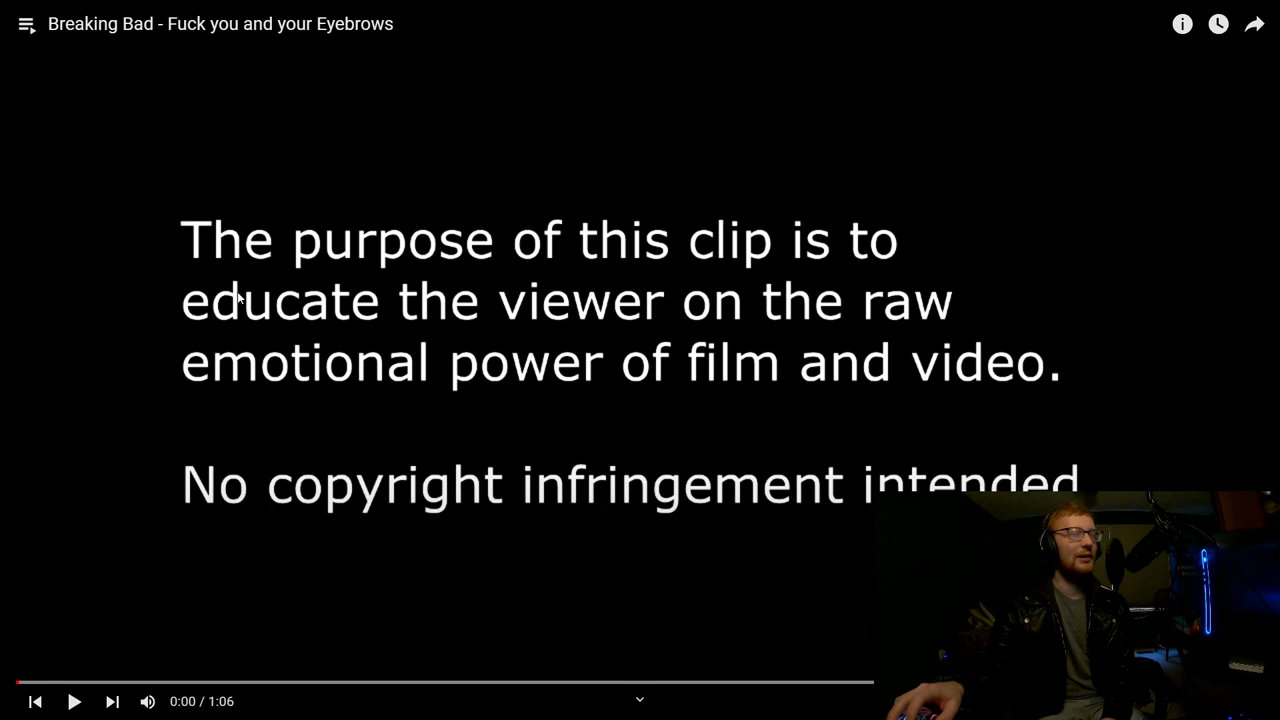 Breaking Bad - Fuck you and your Eyebrows
The purpose of this clip is to
educate the viewer on the raw
emotional power of film and video.
No copyright infringement intended
0:00 / 1:06